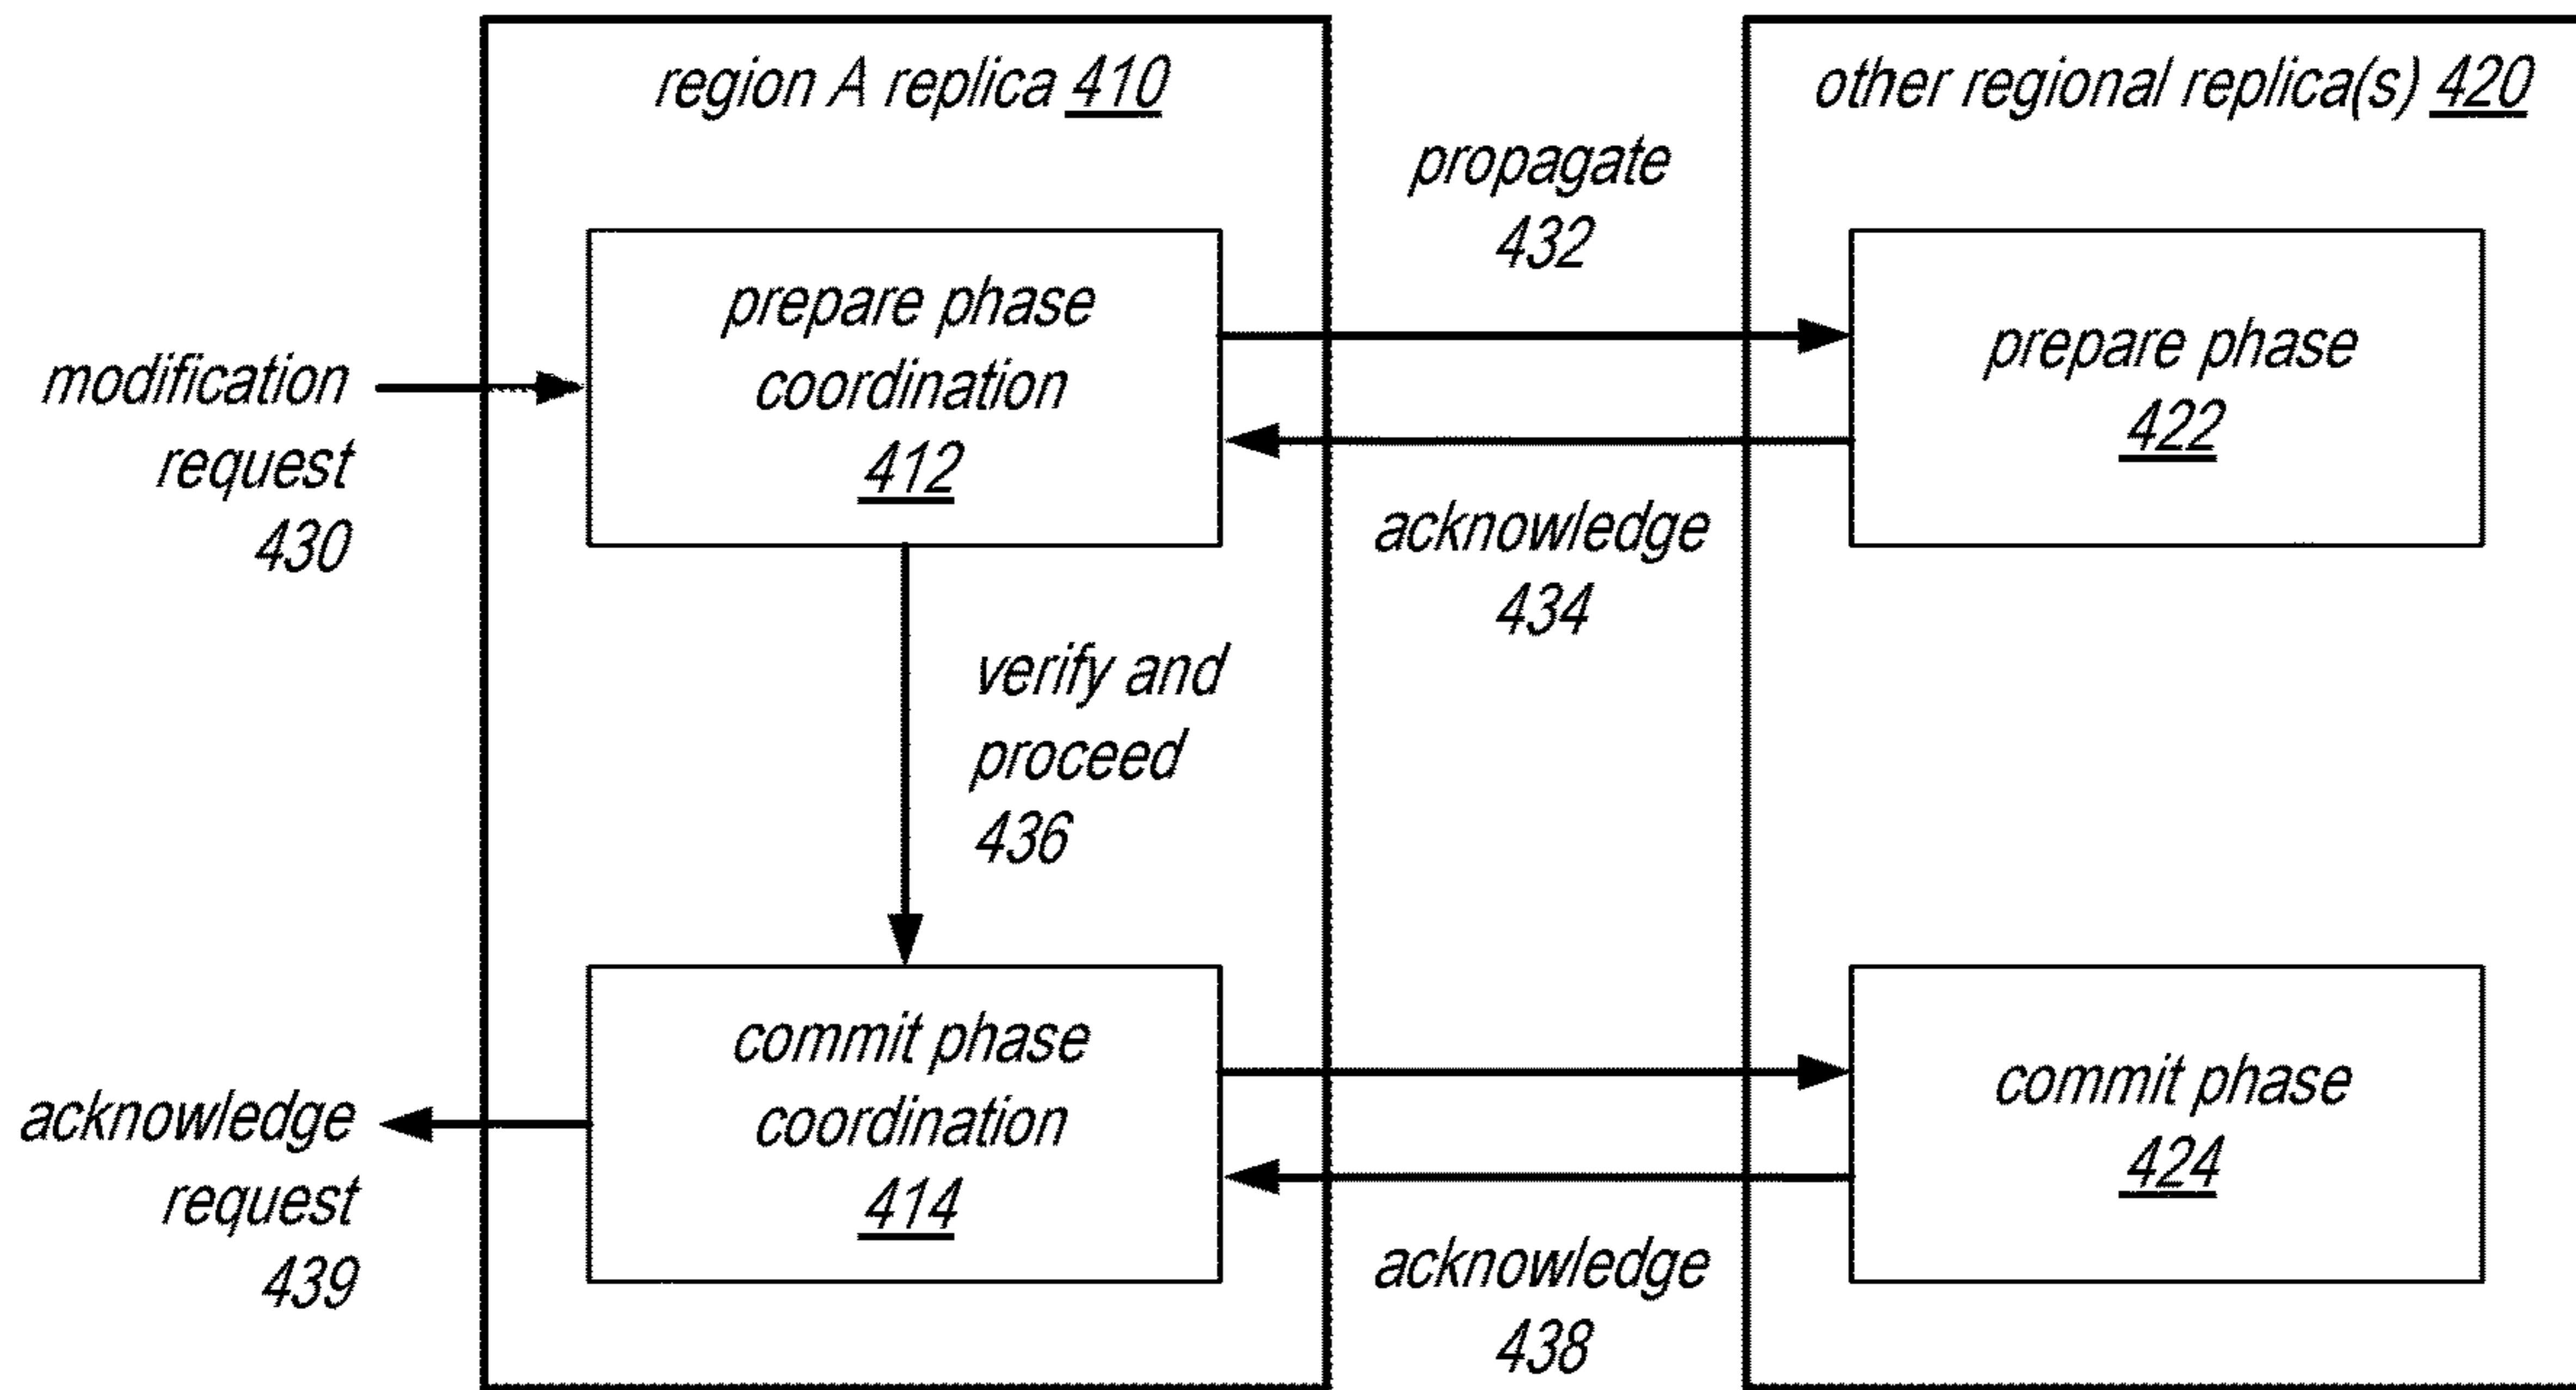 region A replica 410
other regional replica(s) 420
propagate
432
prepare phase
coordination
412
prepare phase
422
modification
request
430
acknowledge
434
verify and
proceed
436
commit phase
coordination
414
commit phase
424
acknowledge
request
439
acknowledge
438